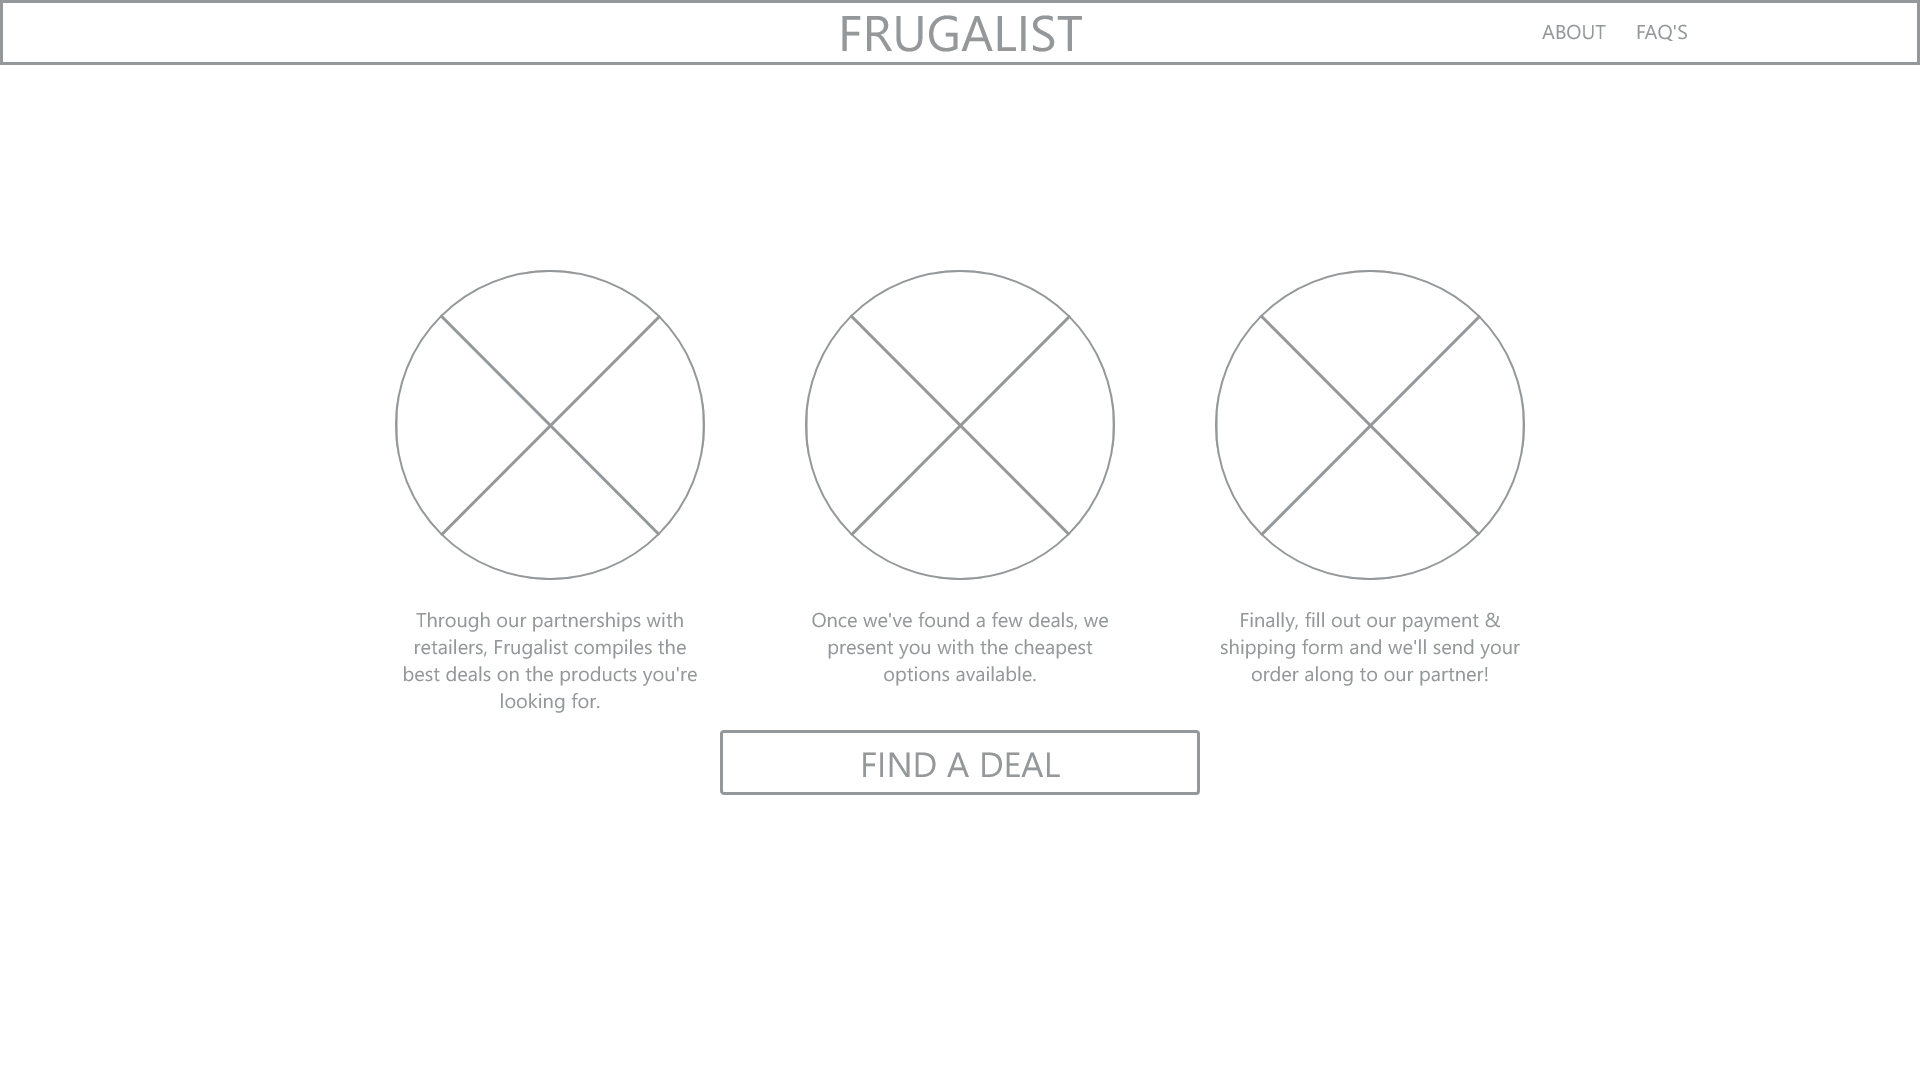 FRUGALIST
ABOUT FAQ'S
Through our partnerships with
retailers, Frugalist compiles the
best deals on the products you're
looking for.
Once we've found a few deals, we
present you with the cheapest
options available.
Finally, fill out our payment &
shipping form and we'll send your
order along to our partner!
FIND A DEAL